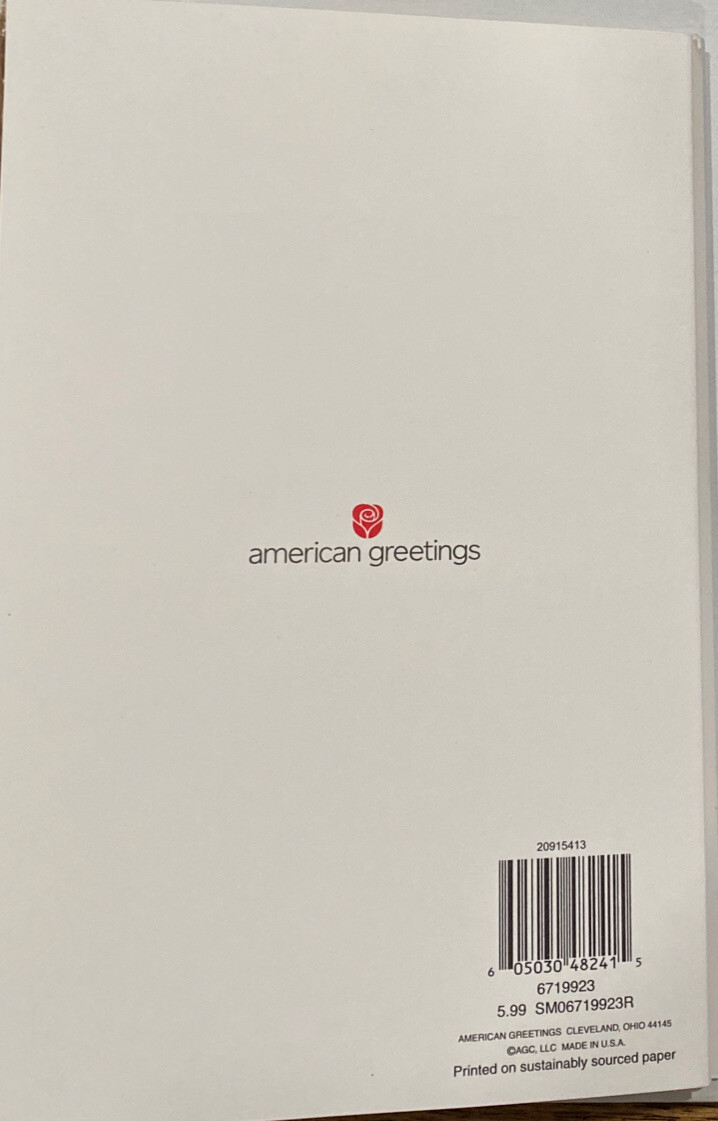 american greetings
20915413
6 05030 48241 5
6719923
5.99 SM06719923R
AMERICAN GREETINGS CLEVELAND, OHIO 44145
©AGC, LLC MADE IN U.S.A.
Printed on sustainably sourced paper